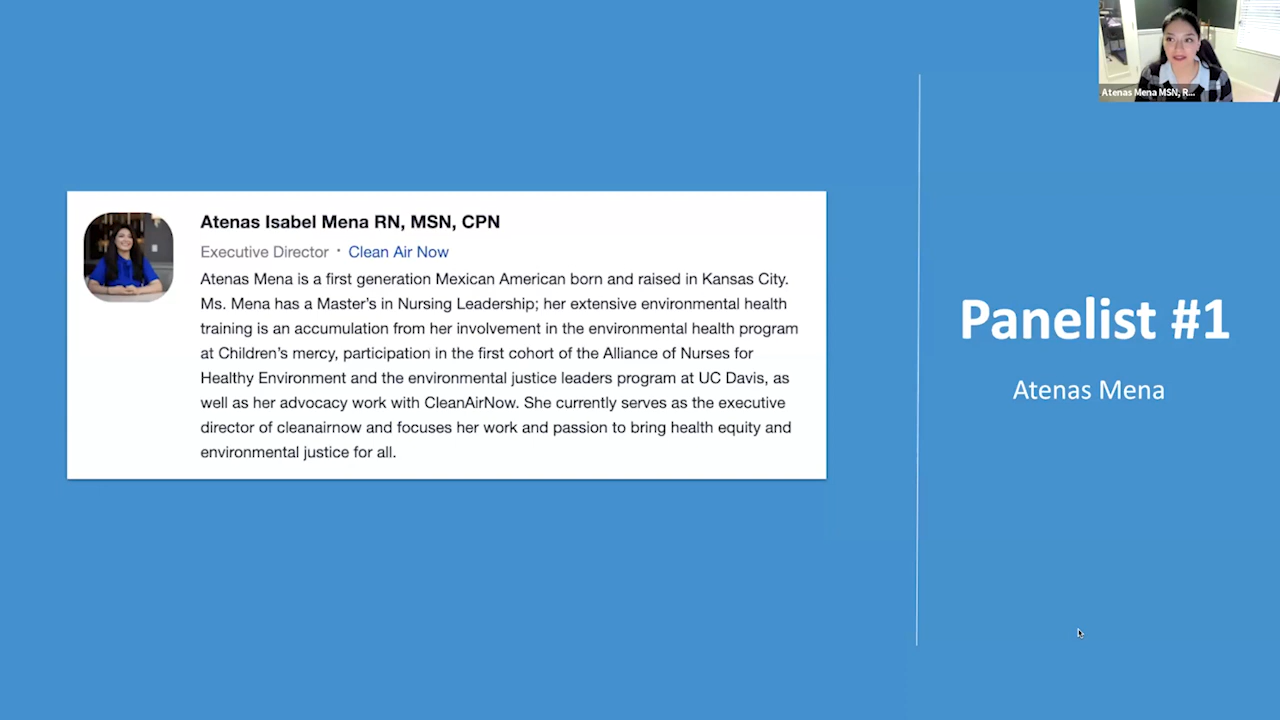 Atenas Mena MSN, R...
Atenas Isabel Mena RN, MSN, CPN
Executive Director · Clean Air Now
Atenas Mena is a first generation Mexican American born and raised in Kansas City.
Ms. Mena has a Master's in Nursing Leadership; her extensive environmental health
training is an accumulation from her involvement in the environmental health program
at Children's mercy, participation in the first cohort of the Alliance of Nurses for
Healthy Environment and the environmental justice leaders program at UC Davis, as
well as her advocacy work with CleanAirNow. She currently serves as the executive
director of cleanairnow and focuses her work and passion to bring health equity and
environmental justice for all.
Panelist #1
Atenas Mena